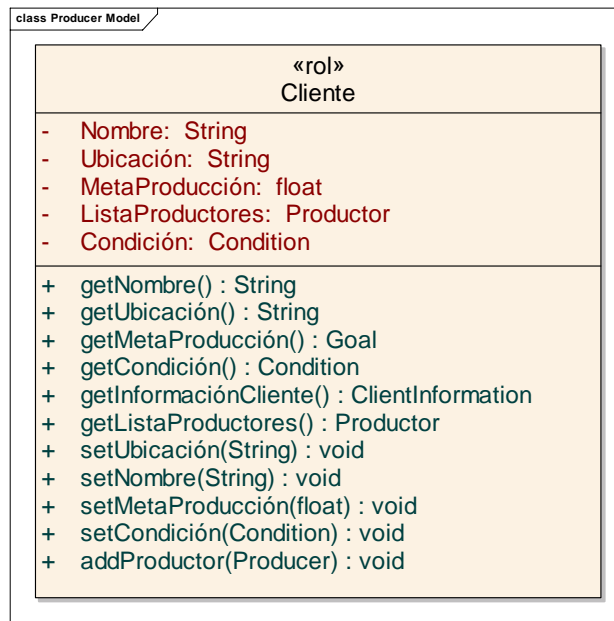 class Producer Model
«rol»
Cliente
- Nombre: String
- Ubicación: String
- MetaProducción: float
- ListaProductores: Productor
- Condición: Condition
+ getNombre() : String
+ getUbicación() : String
+ getMetaProducción() : Goal
+ getCondición() : Condition
+ getInformaciónCliente() : ClientInformation
+ getListaProductores() : Productor
+ setUbicación(String) : void
+ setNombre(String) : void
+ setMetaProducción(float) : void
+ setCondición(Condition) : void
+ addProductor(Producer) : void